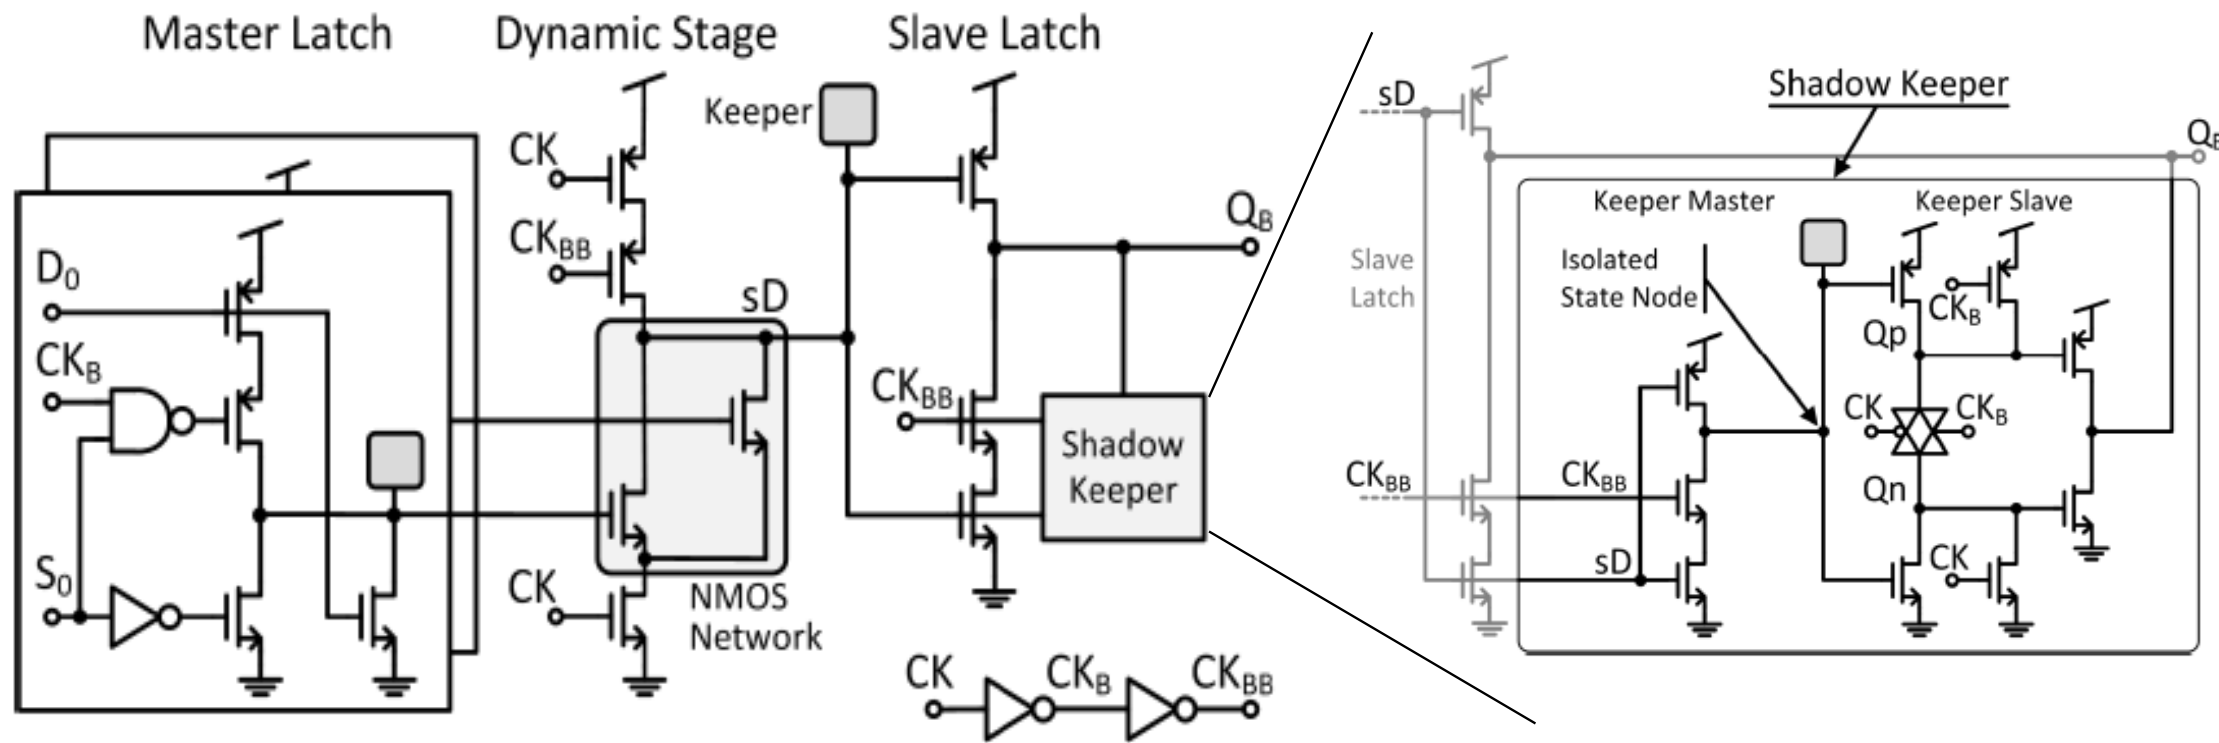 Master Latch
Dynamic Stage
Slave Latch
Keeper
D0
CKB
S0
CK
CKBB
sD
CK
NMOS
Network
CKBB
QB
Shadow
Keeper
CK
CKB
CKBB
Shadow Keeper
sD
QB
Keeper Master
Keeper Slave
Slave
Latch
Isolated
State Node
CKB
Qp
CK
CKB
CKBB
CKBB
Qn
sD
CK